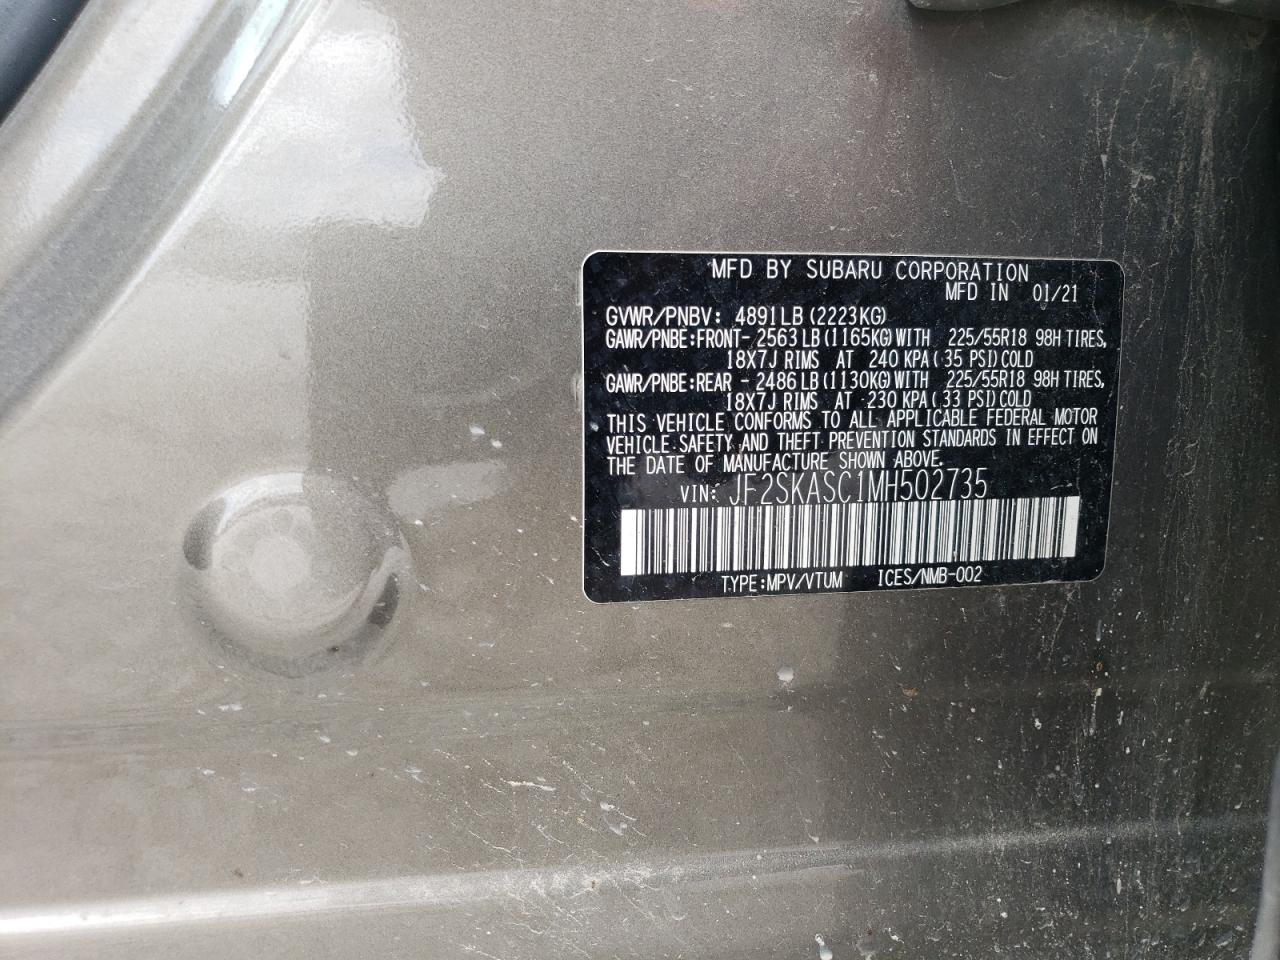 MFD BY SUBARU CORPORATION
MFD IN 01/21
GVWR/PNBV: 4891LB(2223KG)
GAWR/PNBE:FRONT- 2563LB(1165KG)WITH 225/55R18 98H TIRES,
18X7J RIMS AT 240 KPA( 35 PSI)COLD
GAWR/PNBE:REAR - 2486LB(1130KG)WITH 225/55R18 98H TIRES,
18X7J RIMS AT 230 KPA( 33 PSI)COLD
THIS VEHICLE CONFORMS TO ALL APPLICABLE FEDERAL MOTOR
VEHICLE SAFETY AND THEFT PREVENTION STANDARDS IN EFFECT ON
THE DATE OF MANUFACTURE SHOWN ABOVE.
VIN: JF2SKASC1MH502735
TYPE:MPV/VTUM ICES/NMB-002